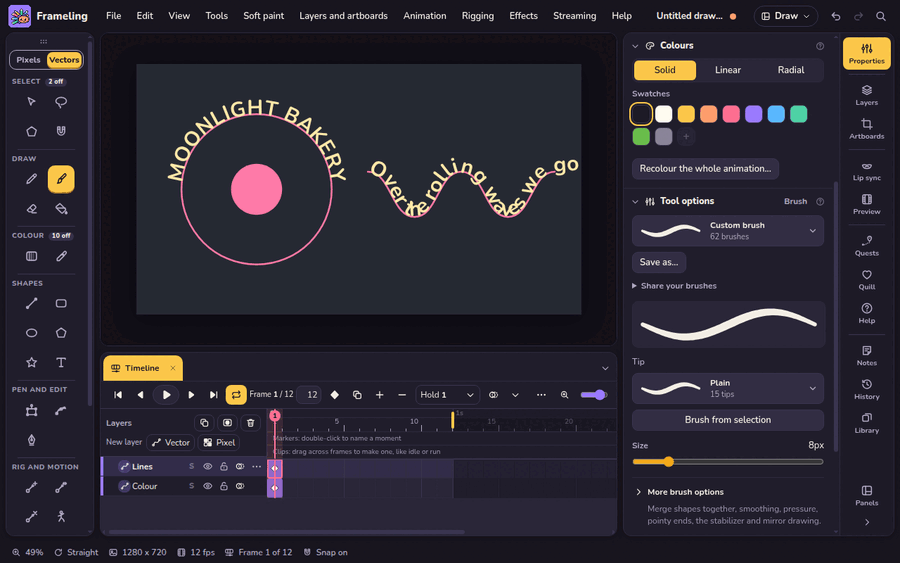 Frameling File Edit View Tools Soft paint Layers and artboards Animation Rigging Effects Streaming Help Untitled draw... Draw
Pixels Vectors
SELECT 2 off
DRAW
COLOUR 10 off
SHAPES
PEN AND EDIT
RIG AND MOTION
MOONLIGHT BAKERY
Over the rolling waves we go
Timeline
Frame 1 / 12 12 Hold 1
Layers
New layer Vector Pixel
1 5 10 1s 15 20
Markers: double-click to name a moment
Clips: drag across frames to make one, like idle or run
Lines S
Colour S
Colours
Solid Linear Radial
Swatches
Recolour the whole animation...
Tool options Brush
Custom brush
62 brushes
Save as...
Share your brushes
Tip
Plain
15 tips
Brush from selection
Size 8px
More brush options
Merge shapes together, smoothing, pressure,
pointy ends, the stabilizer and mirror drawing.
Properties
Layers
Artboards
Lip sync
Preview
Quests
Quill
Help
Notes
History
Library
Panels
49% Straight 1280 x 720 12 fps Frame 1 of 12 Snap on